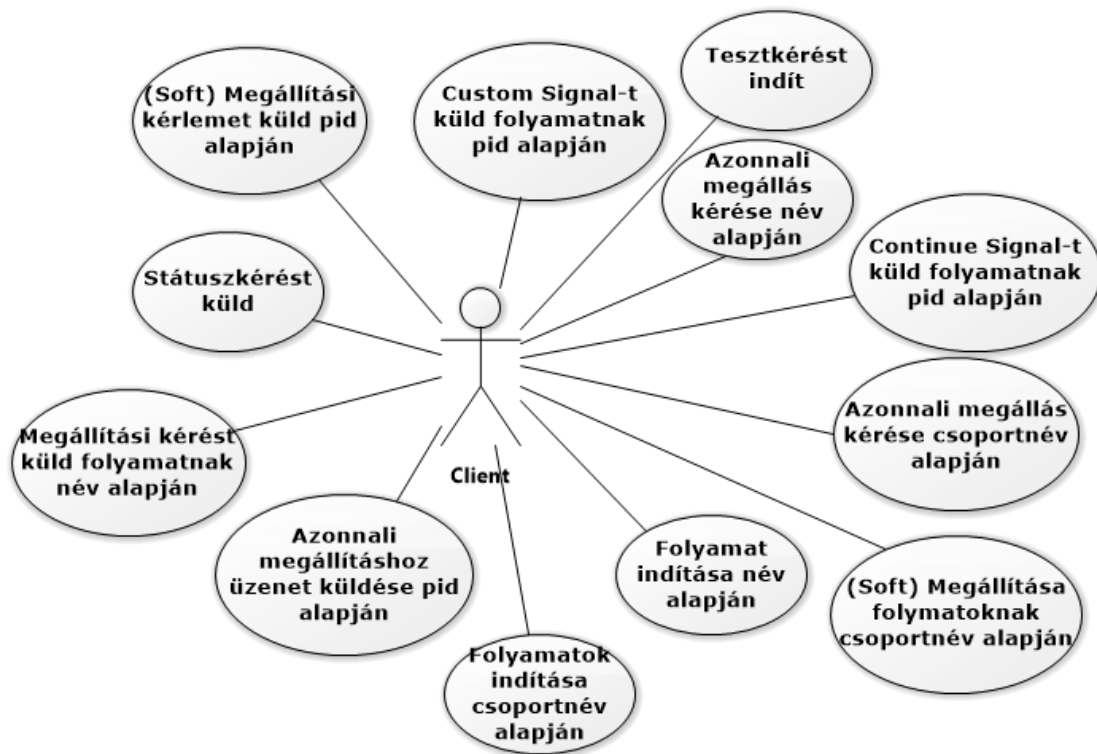 Tesztkérést
indít
(Soft) Megállítási
kérlemet küld pid
alapján
Custom Signal-t
küld folyamatnak
pid alapján
Azonnali
megállás
kérése név
alapján
Continue Signal-t
küld folyamatnak
pid alapján
Státuszkérést
küld
Azonnali megállás
kérése csoportnév
alapján
Megállítási kérést
küld folyamatnak
név alapján
Client
Azonnali
megállításhoz
üzenet küldése pid
alapján
Folyamat
indítása név
alapján
(Soft) Megállítása
folymatoknak
csoportnév alapján
Folyamatok
indítása
csoportnév
alapján